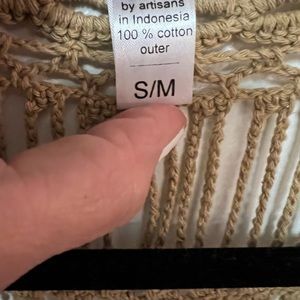 by artisans
in Indonesia
100 % cotton
outer
S/M